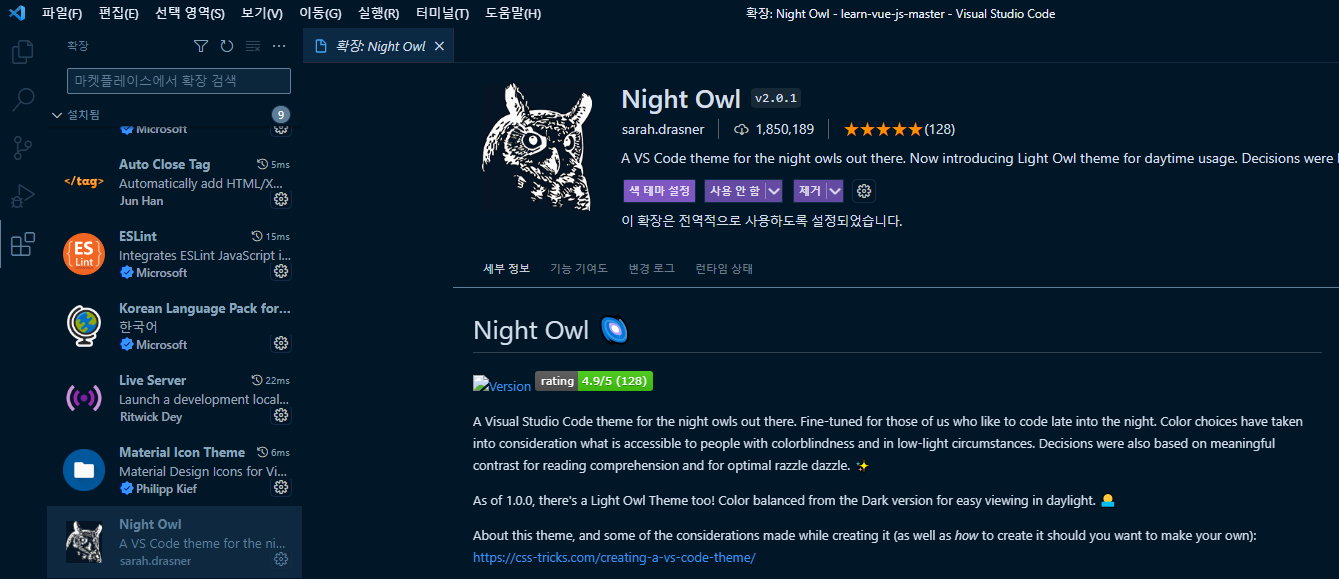 파일(F) 편집(E) 선택 영역(S) 보기(V) 이동(G) 실행(R) 터미널(T) 도움말(H)
확장: Night Owl - learn-vue-js-master - Visual Studio Code
확장
마켓플레이스에서 확장 검색
설치됨 9
Microsoft
Auto Close Tag 5ms
</tag>
Automatically add HTML/X...
Jun Han
ESLint 15ms
ES
Lint
Integrates ESLint JavaScript i...
Microsoft
Korean Language Pack for...
한국어
Microsoft
Live Server 22ms
Launch a development local...
Ritwick Dey
Material Icon Theme 6ms
Material Design Icons for Vi...
Philipp Kief
Night Owl
A VS Code theme for the ni...
sarah.drasner
확장: Night Owl
Night Owl v2.0.1
sarah.drasner 1,850,189 (128)
A VS Code theme for the night owls out there. Now introducing Light Owl theme for daytime usage. Decisions were
색 테마 설정 사용 안 함 제거
이 확장은 전역적으로 사용하도록 설정되었습니다.
세부 정보 기능 기여도 변경 로그 런타임 상태
Night Owl
Version rating 4.9/5 (128)
A Visual Studio Code theme for the night owls out there. Fine-tuned for those of us who like to code late into the night. Color choices have taken
into consideration what is accessible to people with colorblindness and in low-light circumstances. Decisions were also based on meaningful
contrast for reading comprehension and for optimal razzle dazzle. ✨
As of 1.0.0, there's a Light Owl Theme too! Color balanced from the Dark version for easy viewing in daylight.
About this theme, and some of the considerations made while creating it (as well as how to create it should you want to make your own):
https://css-tricks.com/creating-a-vs-code-theme/